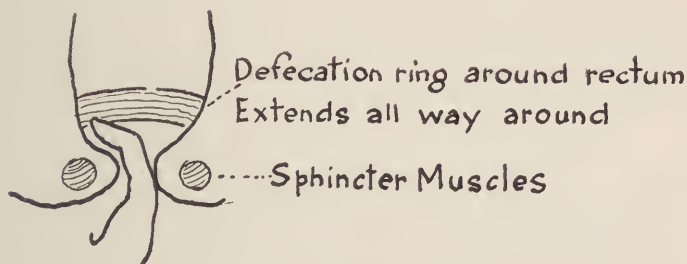 Defecation ring around rectum
Extends all way around
Sphincter Muscles